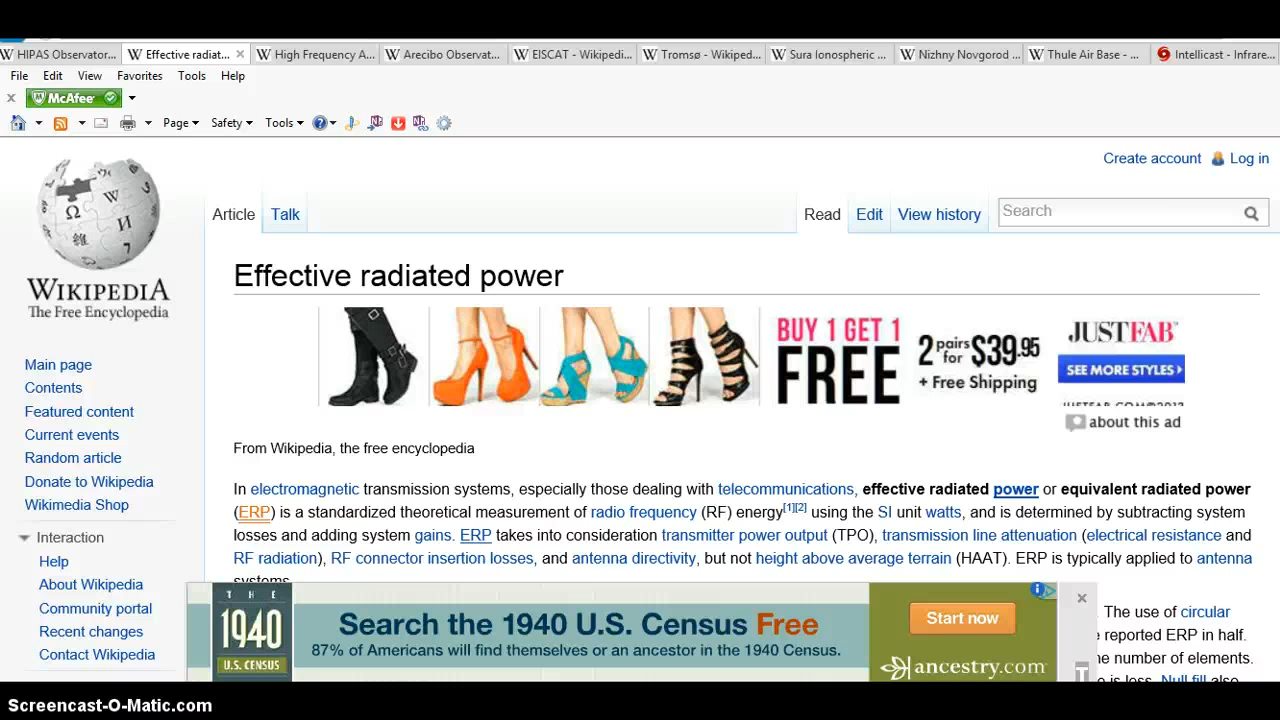 HIPAS Observator...
Effective radiat...
High Frequency A...
Arecibo Observat...
EISCAT - Wikipedi...
Tromsø - Wikiped...
Sura Ionospheric ...
Nizhny Novgorod ...
Thule Air Base - ...
Intellicast - Infrare...
File Edit View Favorites Tools Help
McAfee
Page Safety Tools
Create account Log in
Article Talk Read Edit View history Search
WIKIPEDIA
The Free Encyclopedia
Main page
Contents
Featured content
Current events
Random article
Donate to Wikipedia
Wikimedia Shop
Interaction
Help
About Wikipedia
Community portal
Recent changes
Contact Wikipedia
Effective radiated power
BUY 1 GET 1
FREE
2 pairs for $39.95
+ Free Shipping
JUSTFAB
SEE MORE STYLES
about this ad
From Wikipedia, the free encyclopedia
In electromagnetic transmission systems, especially those dealing with telecommunications, effective radiated power or equivalent radiated power
(ERP) is a standardized theoretical measurement of radio frequency (RF) energy[1][2] using the SI unit watts, and is determined by subtracting system
losses and adding system gains. ERP takes into consideration transmitter power output (TPO), transmission line attenuation (electrical resistance and
RF radiation), RF connector insertion losses, and antenna directivity, but not height above average terrain (HAAT). ERP is typically applied to antenna
systems.
. The use of circular
reported ERP in half.
number of elements.
is less. Null fill also
THE
1940
U.S. CENSUS
Search the 1940 U.S. Census Free
87% of Americans will find themselves or an ancestor in the 1940 Census.
Start now
ancestry.com
Screencast-O-Matic.com